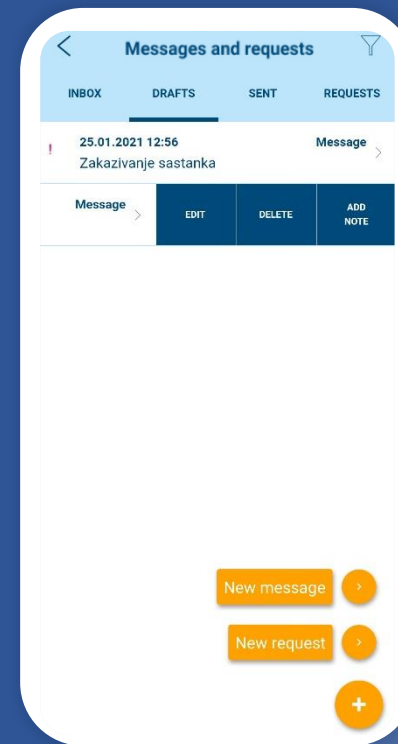 Messages and requests
INBOX DRAFTS SENT REQUESTS
25.01.2021 12:56 Message
! Zakazivanje sastanka
Message EDIT DELETE ADD
NOTE
New message
New request